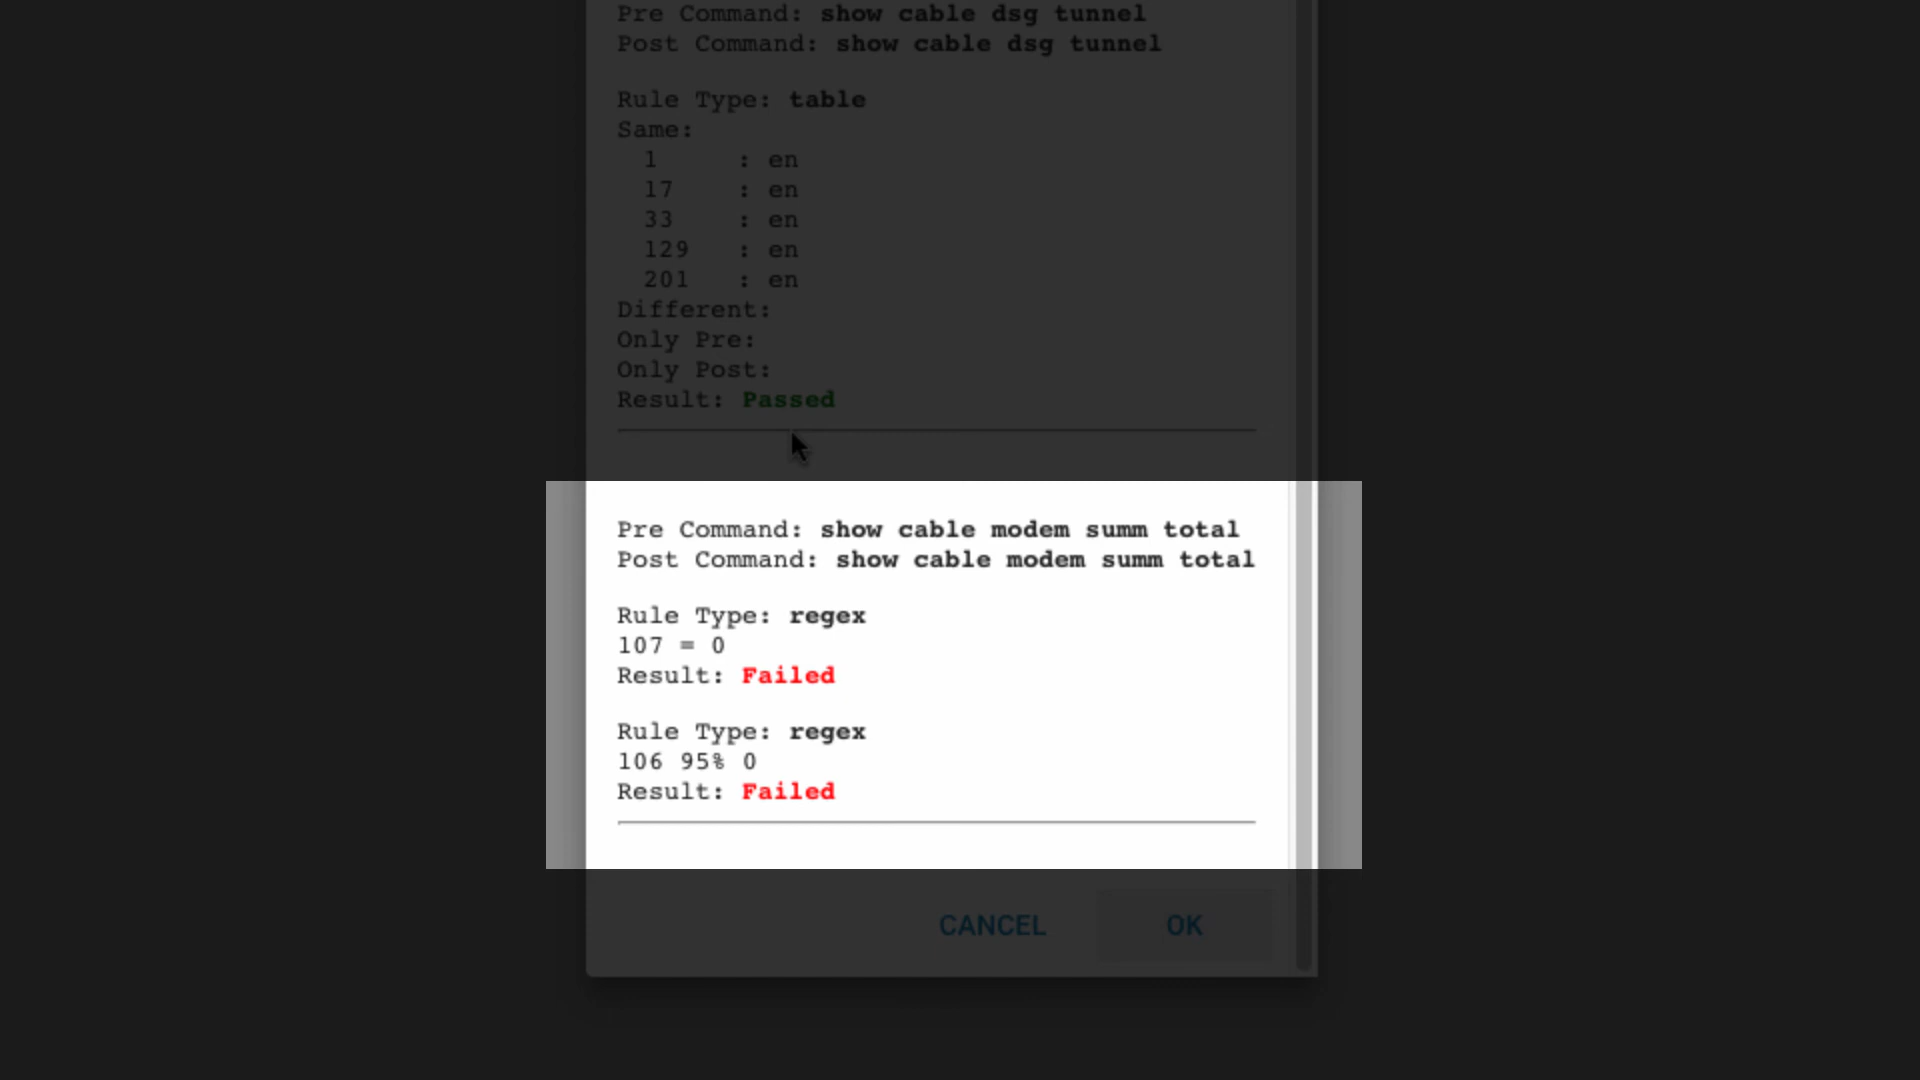 Pre Command: show cable dsg tunnel
Post Command: show cable dsg tunnel
Rule Type: table
Same:
1 : en
17 : en
33 : en
129 : en
201 : en
Different:
Only Pre:
Only Post:
Result: Passed
Pre Command: show cable modem summ total
Post Command: show cable modem summ total
Rule Type: regex
107 = 0
Result: Failed
Rule Type: regex
106 95% 0
Result: Failed
CANCEL OK